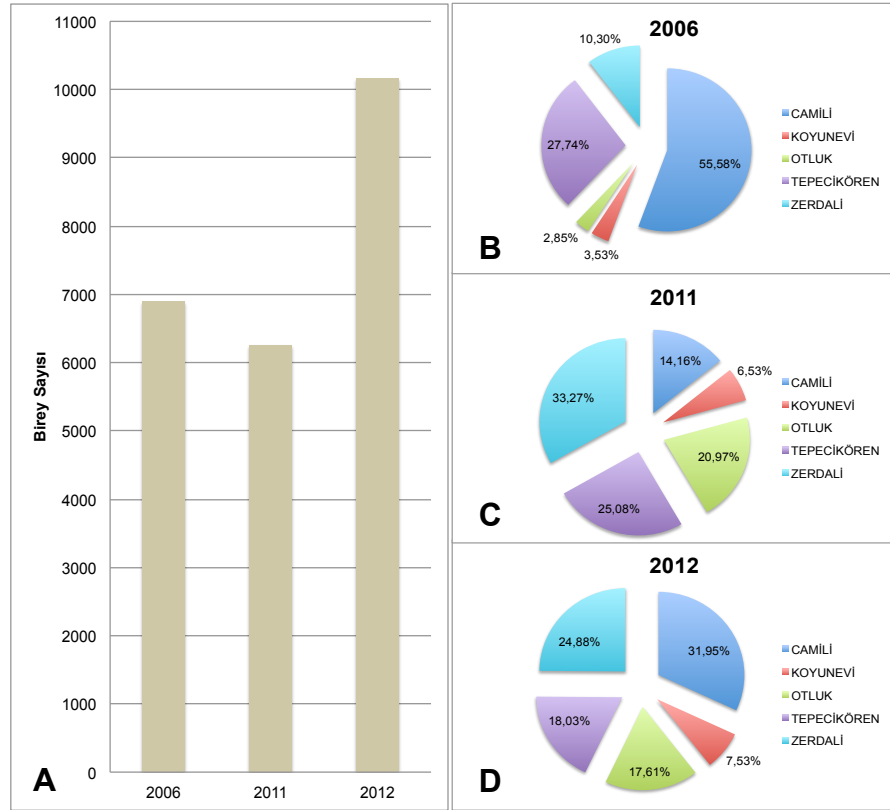 11000
10000
9000
8000
7000
6000
5000
4000
3000
2000
1000
0
Birey Sayısı
2006
2011
2012
A
2006
10,30%
27,74%
55,58%
2,85%
3,53%
CAMİLİ
KOYUNEVİ
OTLUK
TEPECİKÖREN
ZERDALİ
B
2011
14,16%
6,53%
33,27%
20,97%
25,08%
CAMİLİ
KOYUNEVİ
OTLUK
TEPECİKÖREN
ZERDALİ
C
2012
24,88%
31,95%
18,03%
17,61%
7,53%
CAMİLİ
KOYUNEVİ
OTLUK
TEPECİKÖREN
ZERDALİ
D